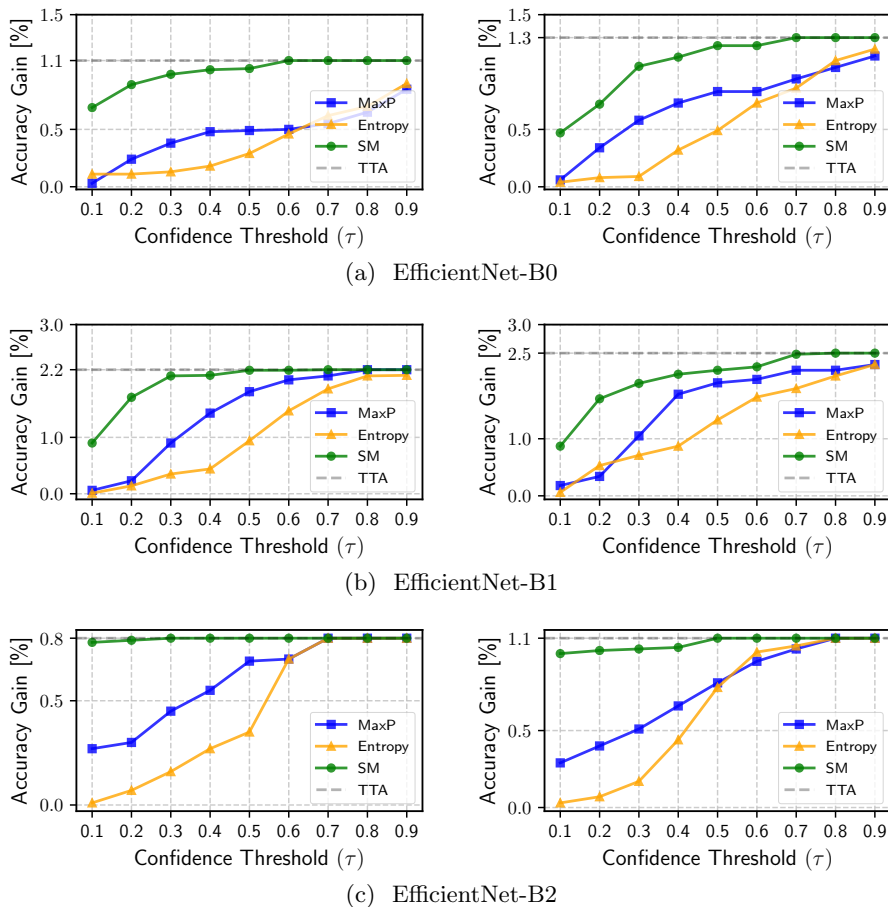 1.5
1.1
0.5
0.0
Accuracy Gain [%]
MaxP
Entropy
SM
TTA
0.1 0.2 0.3 0.4 0.5 0.6 0.7 0.8 0.9
Confidence Threshold (τ)
1.5
1.3
0.5
0.0
Accuracy Gain [%]
MaxP
Entropy
SM
TTA
0.1 0.2 0.3 0.4 0.5 0.6 0.7 0.8 0.9
Confidence Threshold (τ)
(a) EfficientNet-B0
3.0
2.2
1.0
0.0
Accuracy Gain [%]
MaxP
Entropy
SM
TTA
0.1 0.2 0.3 0.4 0.5 0.6 0.7 0.8 0.9
Confidence Threshold (τ)
3.0
2.5
1.0
0.0
Accuracy Gain [%]
MaxP
Entropy
SM
TTA
0.1 0.2 0.3 0.4 0.5 0.6 0.7 0.8 0.9
Confidence Threshold (τ)
(b) EfficientNet-B1
0.8
0.5
0.0
Accuracy Gain [%]
MaxP
Entropy
SM
TTA
0.1 0.2 0.3 0.4 0.5 0.6 0.7 0.8 0.9
Confidence Threshold (τ)
1.1
0.5
0.0
Accuracy Gain [%]
MaxP
Entropy
SM
TTA
0.1 0.2 0.3 0.4 0.5 0.6 0.7 0.8 0.9
Confidence Threshold (τ)
(c) EfficientNet-B2